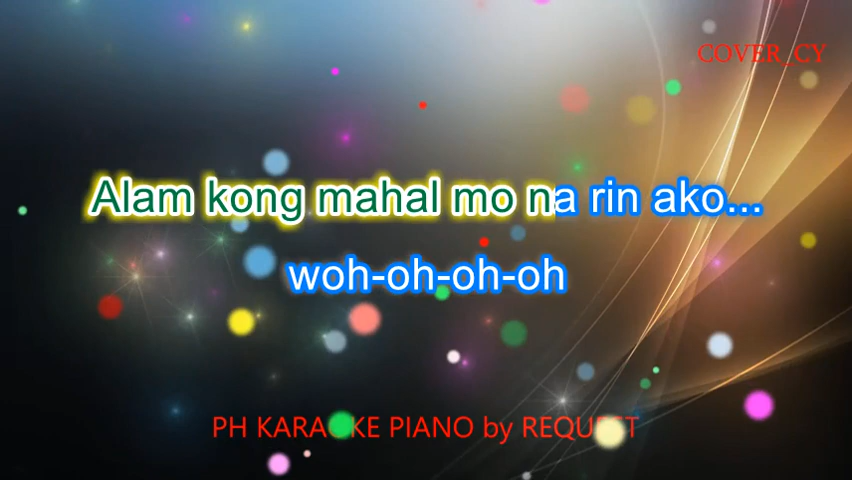 COVER_CY
Alam kong mahal mo na rin ako...
woh-oh-oh-oh
PH KARAOKE PIANO by REQUEST